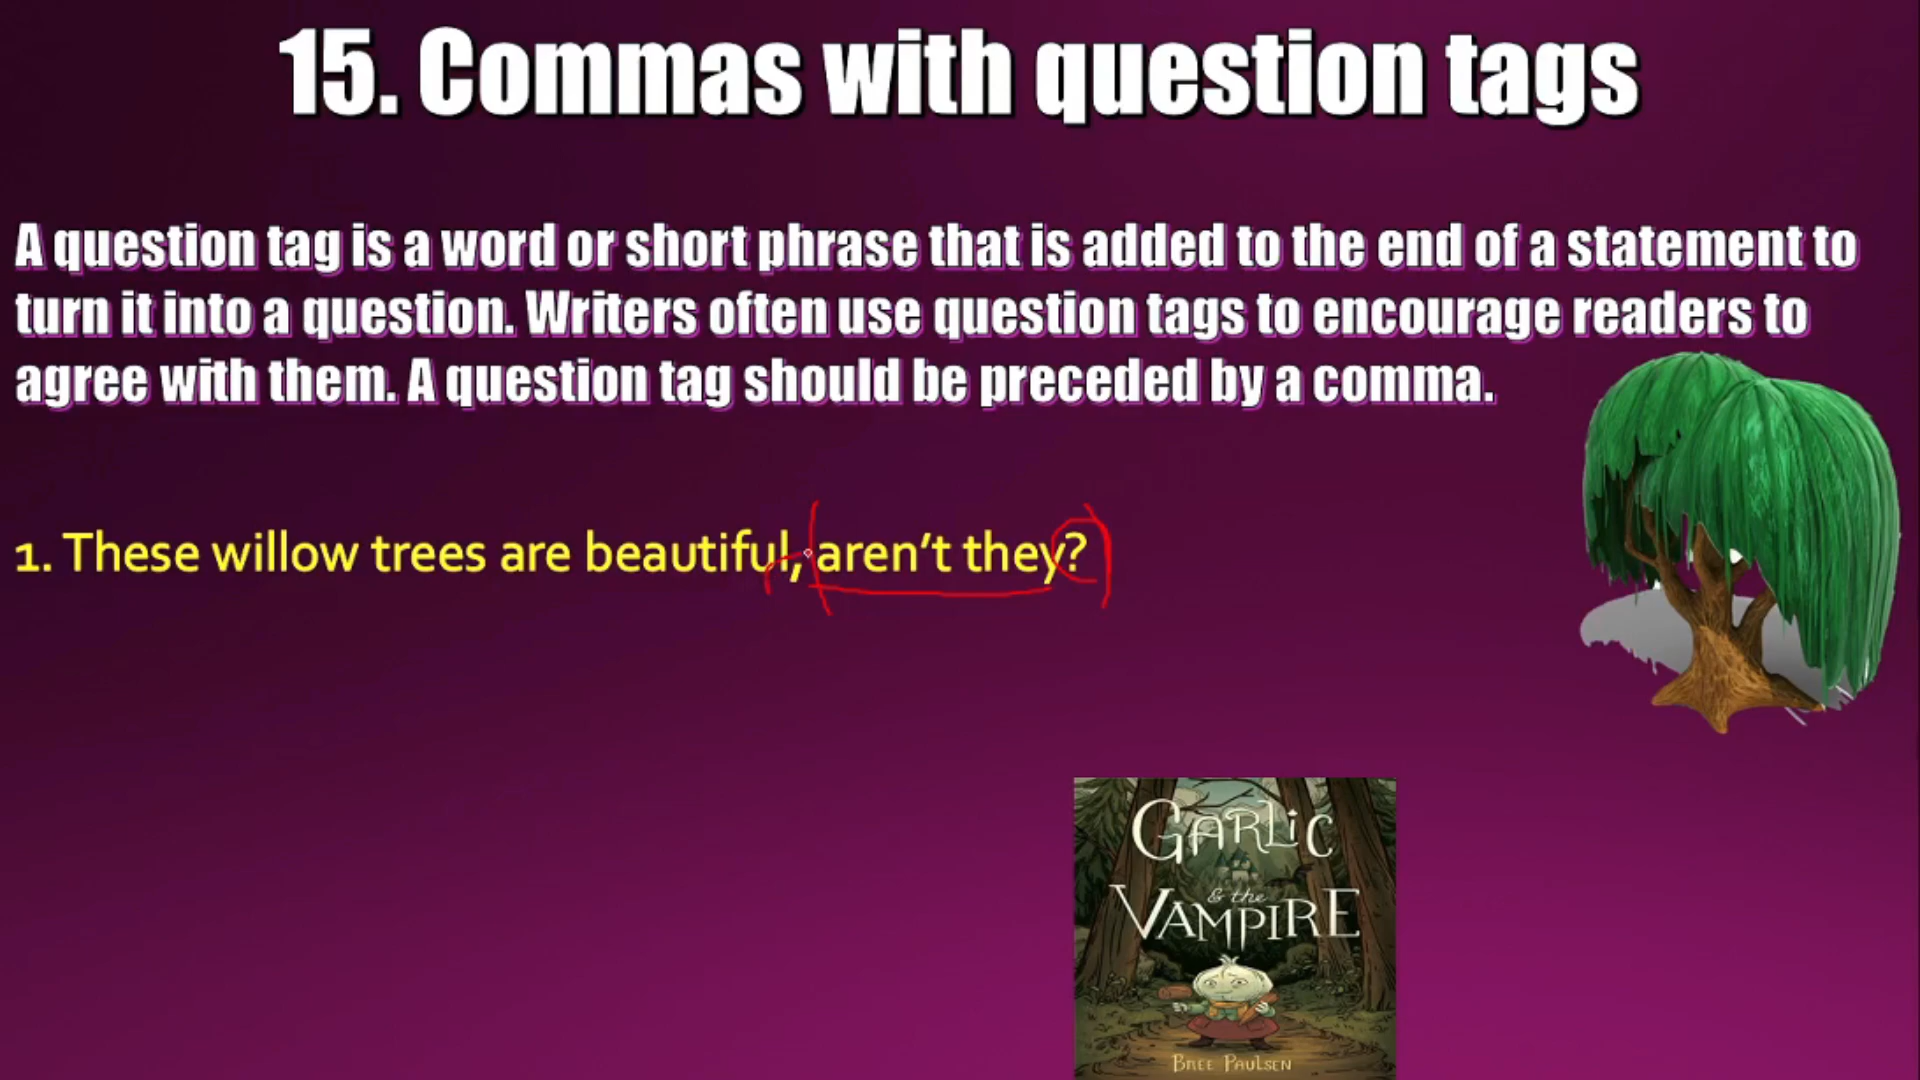 15. Commas with question tags
A question tag is a word or short phrase that is added to the end of a statement to
turn it into a question. Writers often use question tags to encourage readers to
agree with them. A question tag should be preceded by a comma.
1. These willow trees are beautiful, aren’t they?
GARLIC
& the
VAMPIRE
BREE PAULSEN